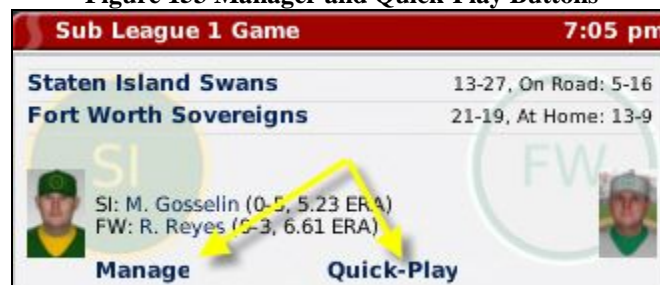 Figure 153 Manager and Quick-Play Buttons
Sub League 1 Game 7:05 pm
Staten Island Swans 13-27, On Road: 5-16
Fort Worth Sovereigns 21-19, At Home: 13-9
SI FW
SI: M. Gosselin (0-5, 5.23 ERA)
FW: R. Reyes 3, 6.61 ERA)
Manage Quick-Play